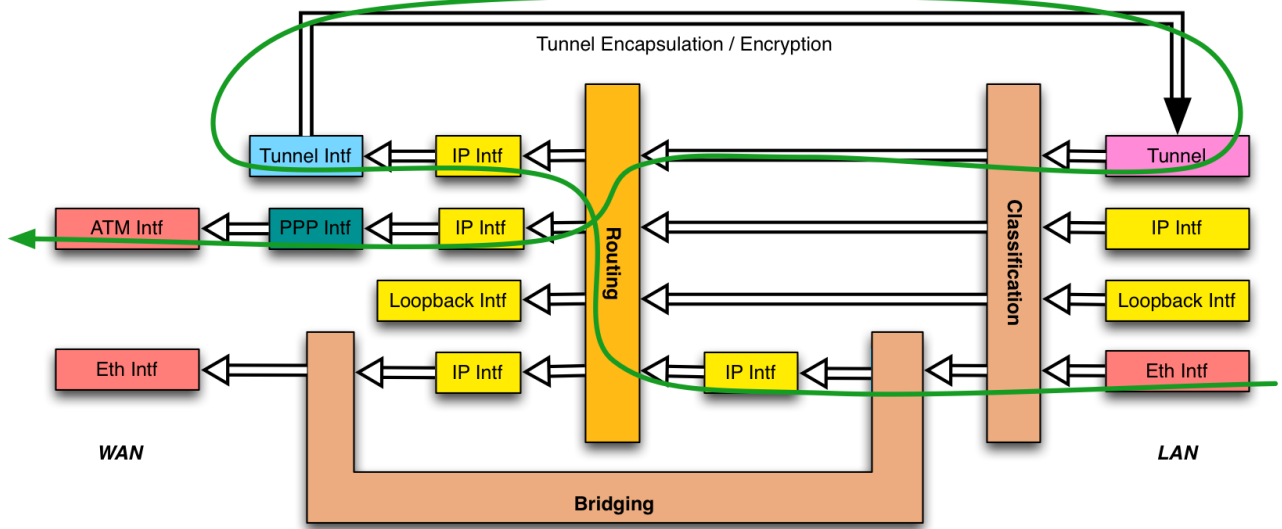 Tunnel Encapsulation / Encryption
Tunnel Intf
IP Intf
Tunnel
ATM Intf
PPP Intf
IP Intf
Routing
Classification
IP Intf
Loopback Intf
Loopback Intf
Eth Intf
IP Intf
IP Intf
Eth Intf
WAN
LAN
Bridging